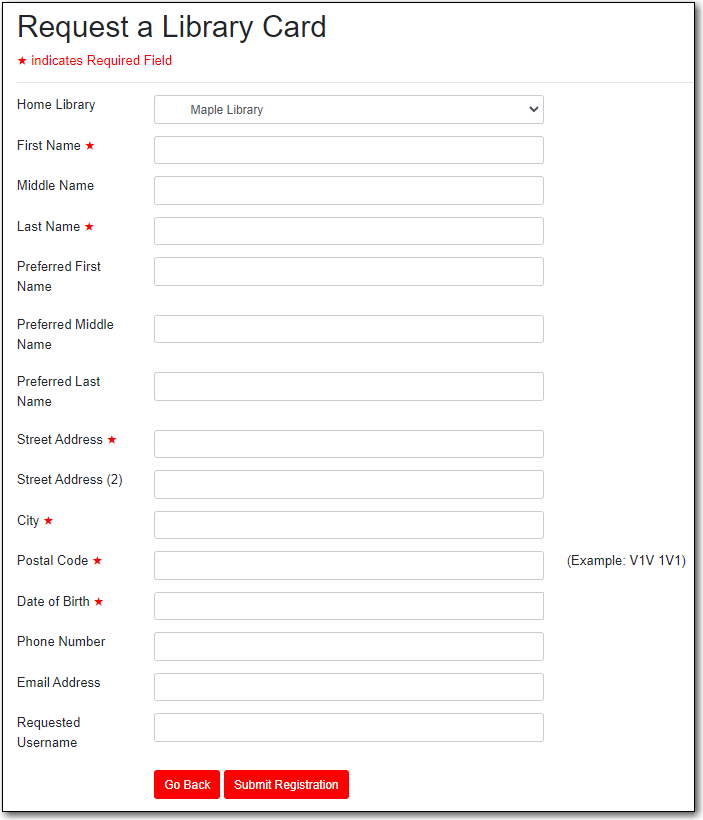 Request a Library Card
★ indicates Required Field
Home Library
Maple Library
First Name ★
Middle Name
Last Name ★
Preferred First
Name
Preferred Middle
Name
Preferred Last
Name
Street Address ★
Street Address (2)
City ★
Postal Code ★ (Example: V1V 1V1)
Date of Birth ★
Phone Number
Email Address
Requested
Username
Go Back Submit Registration